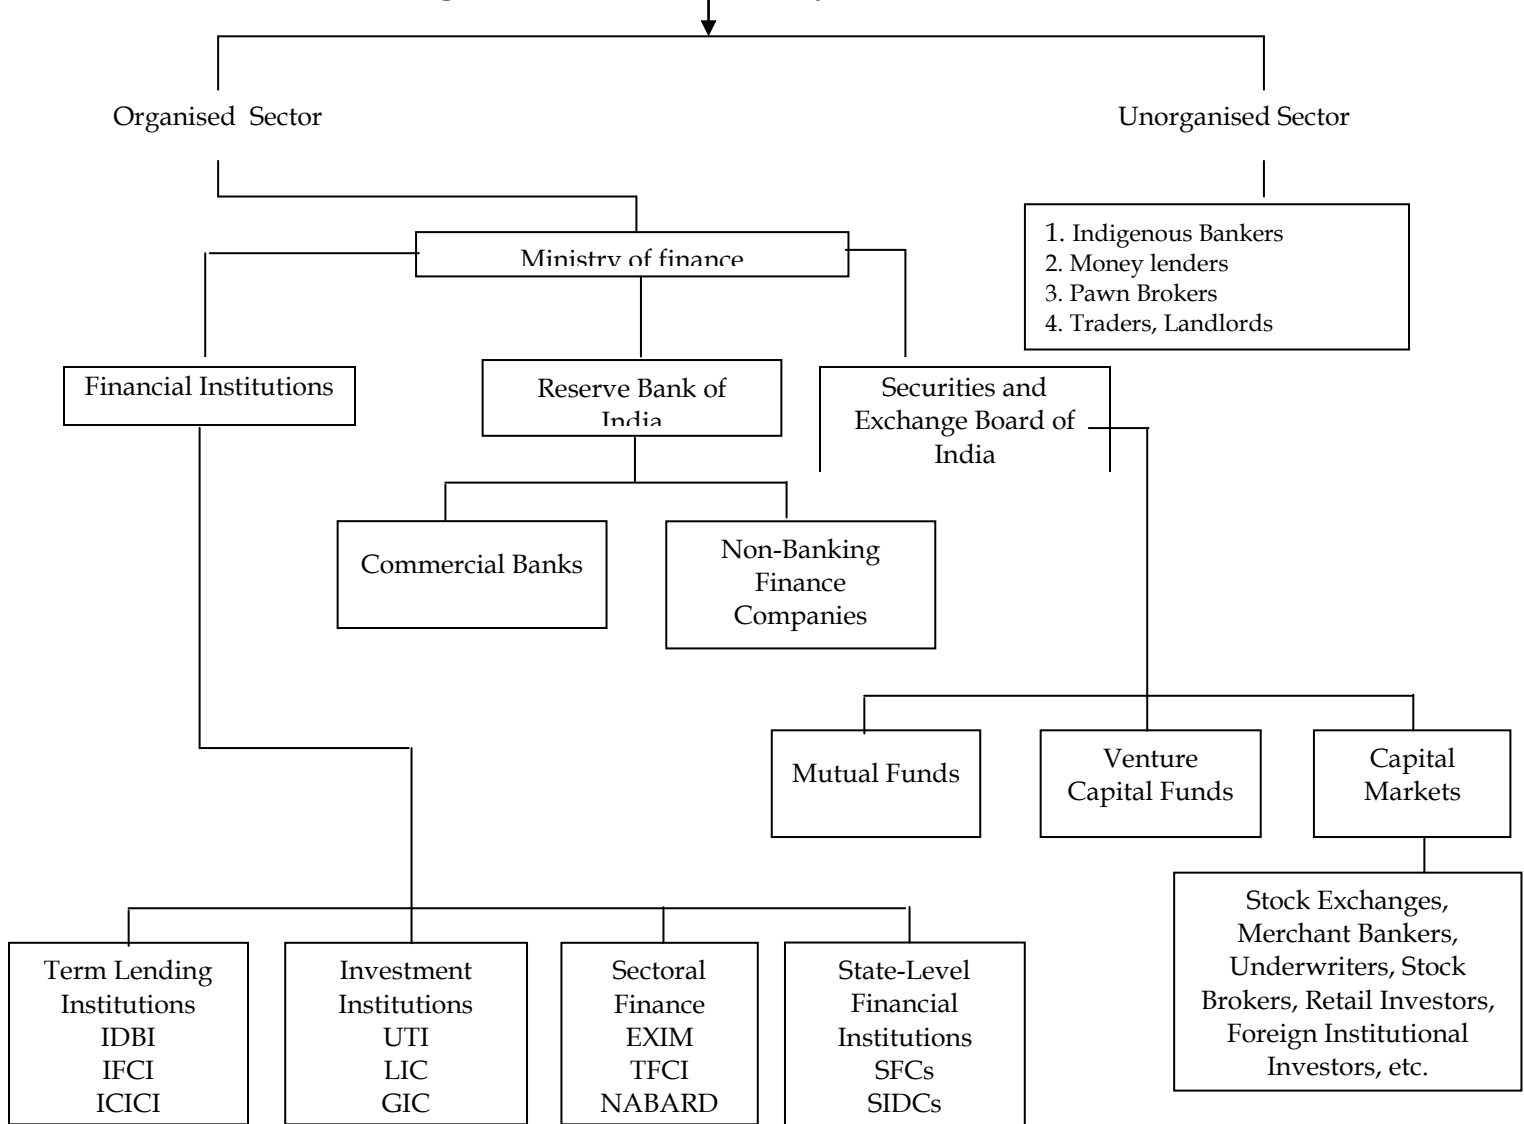 Organised Sector
Unorganised Sector
1. Indigenous Bankers
2. Money lenders
3. Pawn Brokers
4. Traders, Landlords
Ministry of finance
Financial Institutions
Reserve Bank of
India
Securities and
Exchange Board of
India
Commercial Banks
Non-Banking
Finance
Companies
Mutual Funds
Venture
Capital Funds
Capital
Markets
Stock Exchanges,
Merchant Bankers,
Underwriters, Stock
Brokers, Retail Investors,
Foreign Institutional
Investors, etc.
Term Lending
Institutions
IDBI
IFCI
ICICI
Investment
Institutions
UTI
LIC
GIC
Sectoral
Finance
EXIM
TFCI
NABARD
State-Level
Financial
Institutions
SFCs
SIDCs